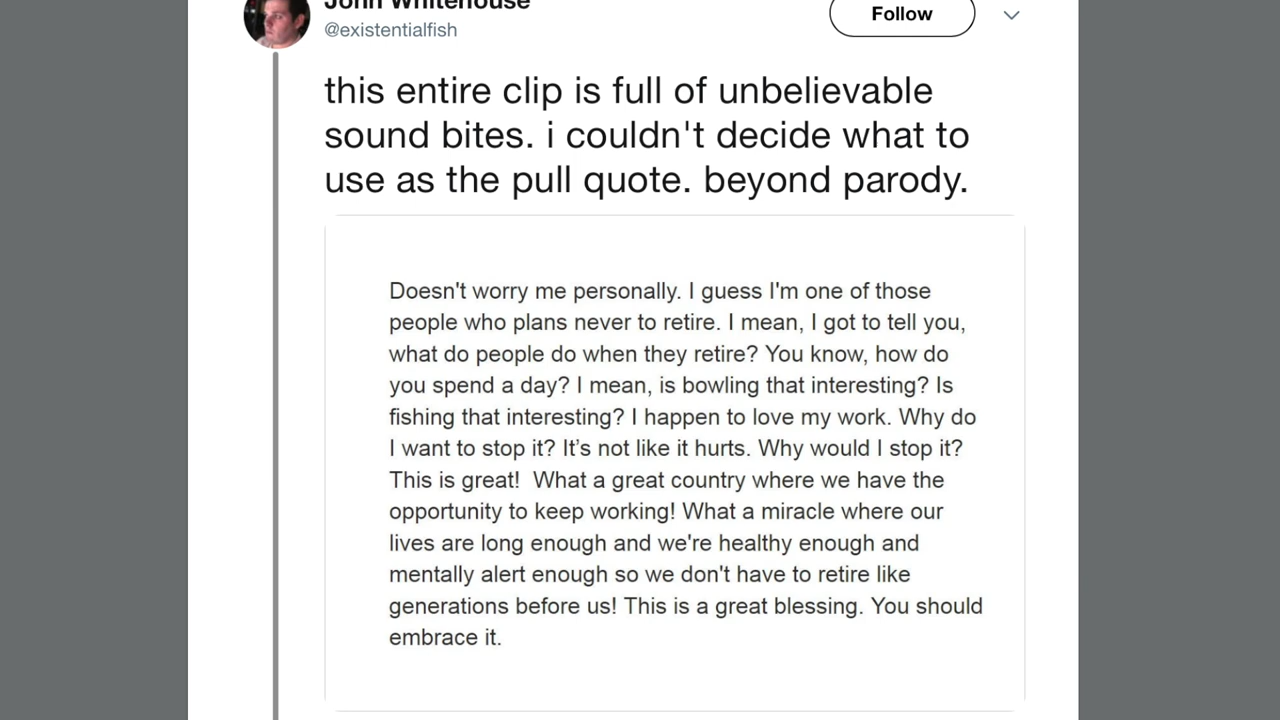 John Whitehouse
@existentialfish
Follow
this entire clip is full of unbelievable
sound bites. i couldn't decide what to
use as the pull quote. beyond parody.
Doesn't worry me personally. I guess I'm one of those
people who plans never to retire. I mean, I got to tell you,
what do people do when they retire? You know, how do
you spend a day? I mean, is bowling that interesting? Is
fishing that interesting? I happen to love my work. Why do
I want to stop it? It’s not like it hurts. Why would I stop it?
This is great!  What a great country where we have the
opportunity to keep working! What a miracle where our
lives are long enough and we're healthy enough and
mentally alert enough so we don't have to retire like
generations before us! This is a great blessing. You should
embrace it.